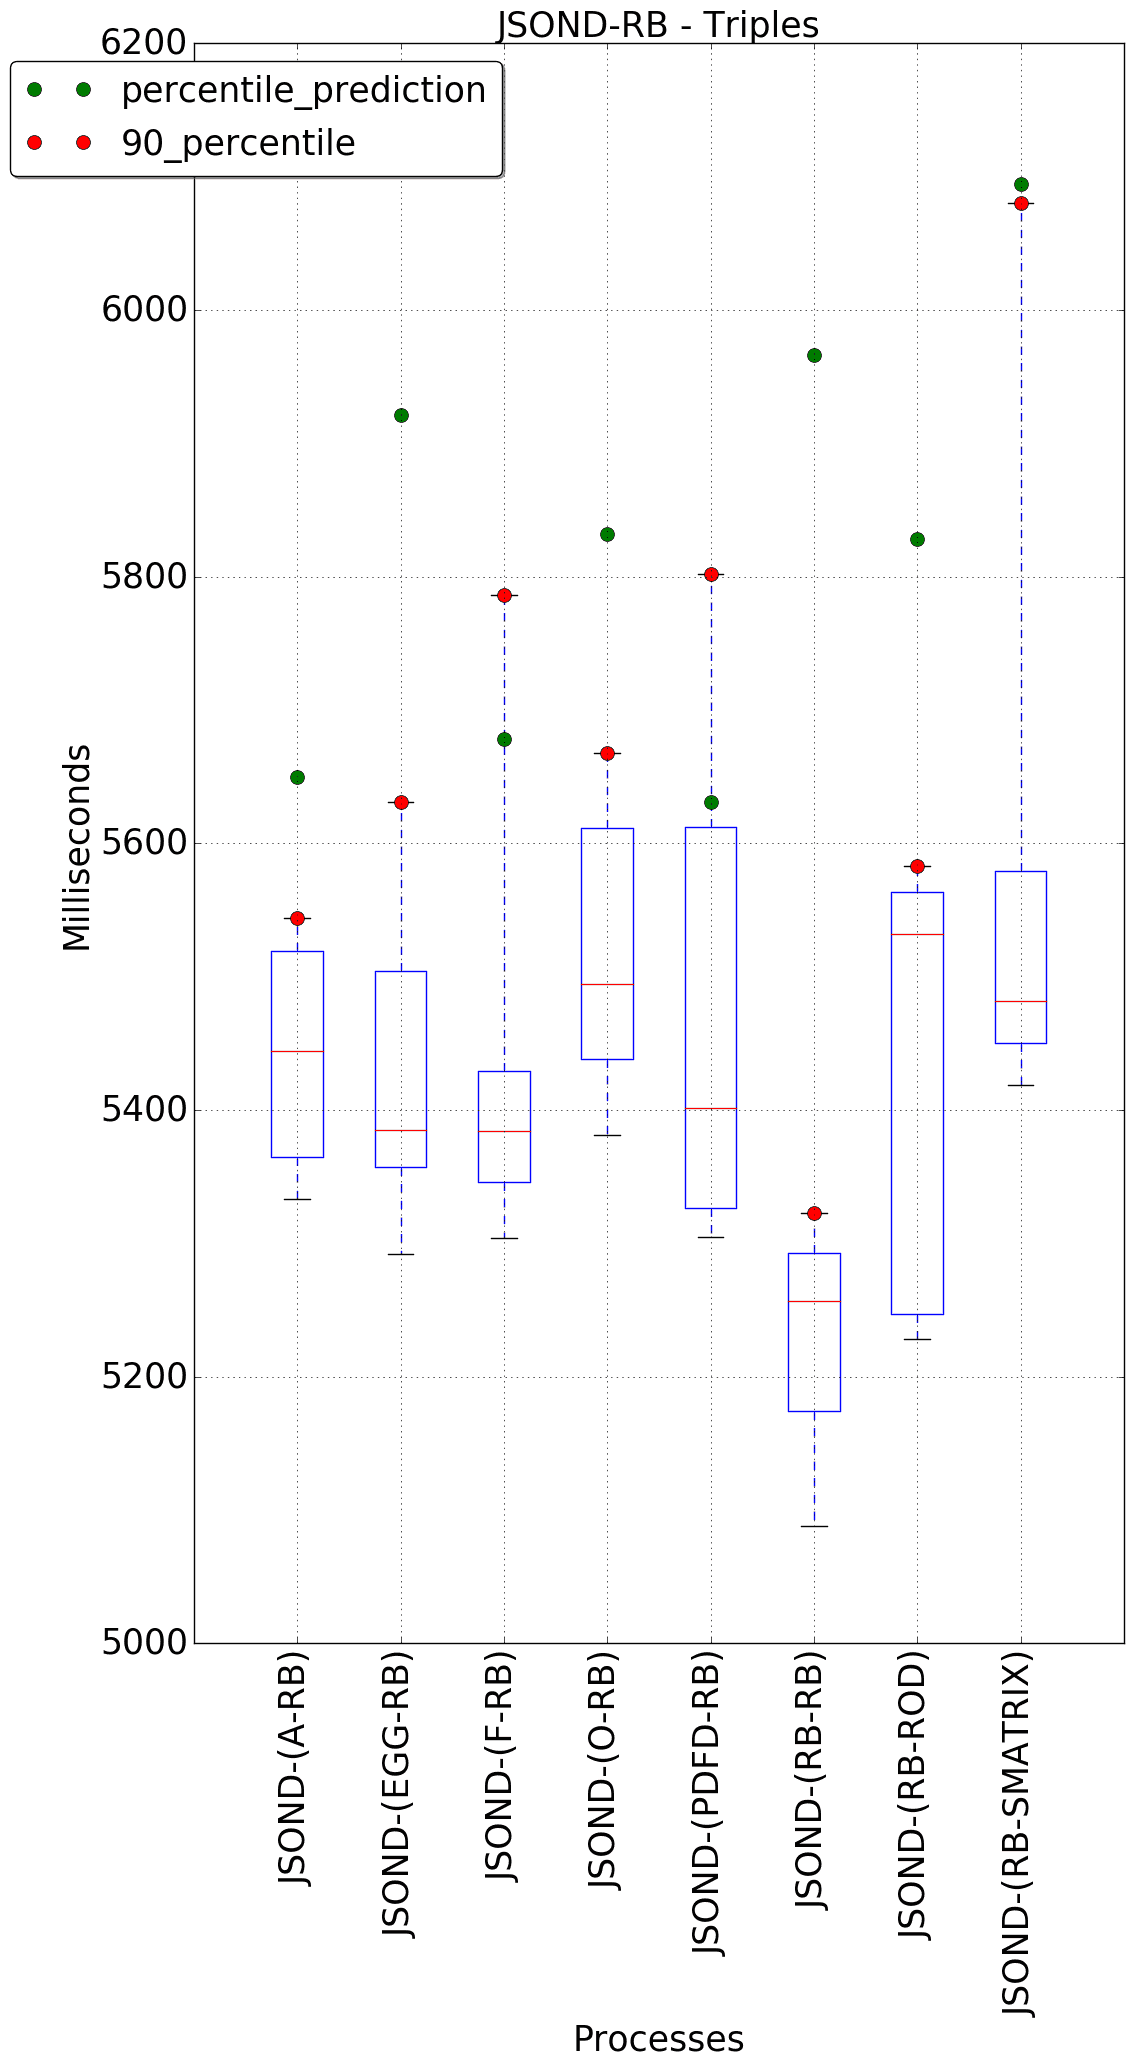 JSOND-RB - Triples
percentile_prediction
90_percentile
6200
6000
5800
5600
5400
5200
5000
Milliseconds
JSOND-(A-RB)
JSOND-(EGG-RB)
JSOND-(F-RB)
JSOND-(O-RB)
JSOND-(PDFD-RB)
JSOND-(RB-RB)
JSOND-(RB-ROD)
JSOND-(RB-SMATRIX)
Processes